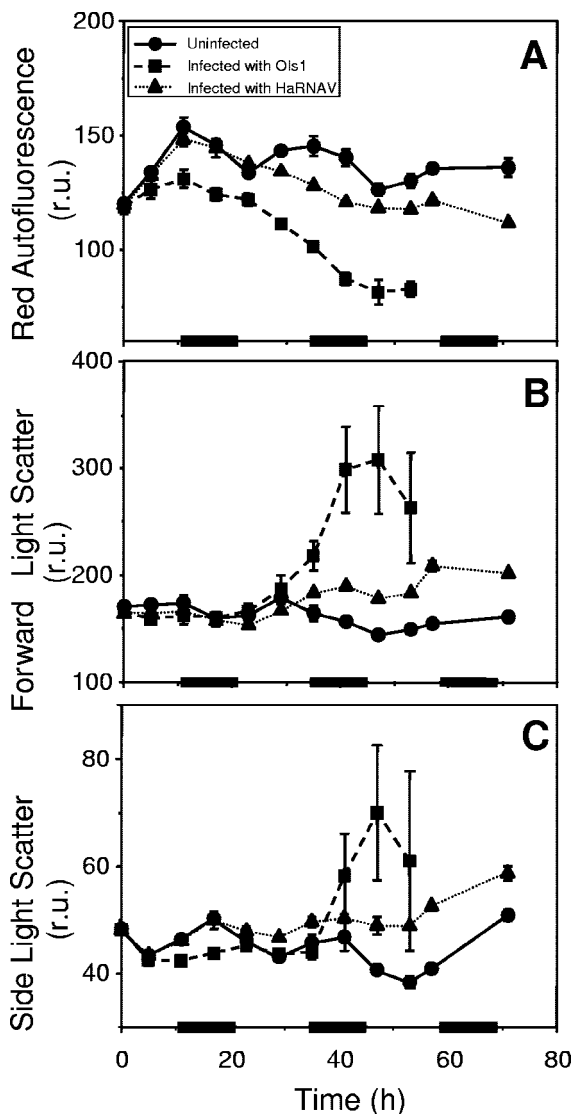 200
Uninfected
Infected with Ols1
Infected with HaRNAV
A
150
100
Red Autofluorescence
(r.u.)
400
B
300
200
100
Forward Light Scatter
(r.u.)
C
80
60
40
Side Light Scatter
(r.u.)
0 20 40 60 80
Time (h)